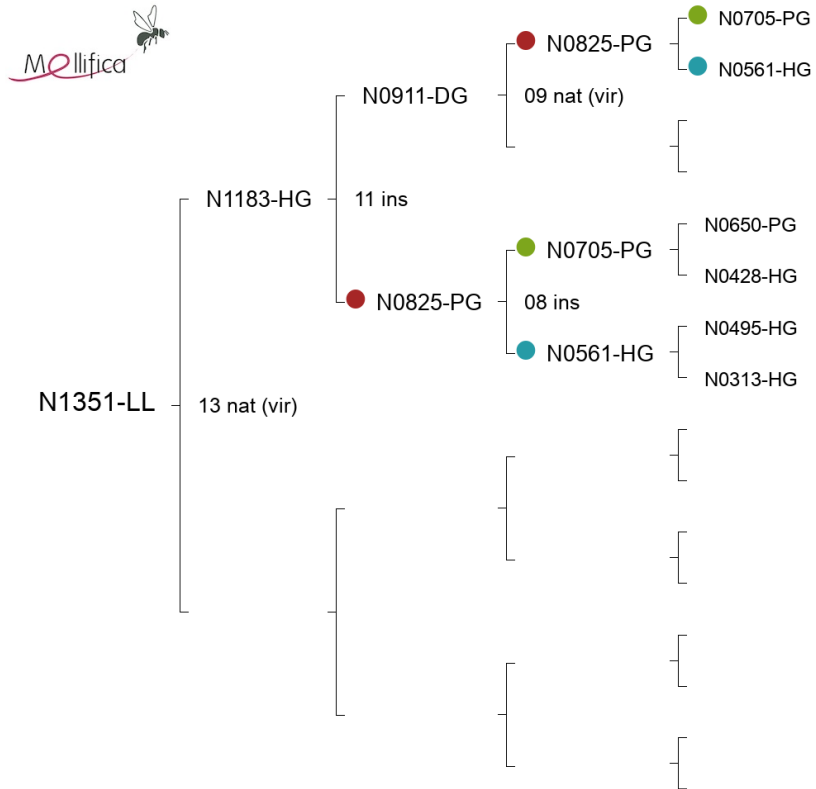 Mellifica
N0705-PG
N0825-PG
N0561-HG
N0911-DG
09 nat (vir)
N1183-HG
11 ins
N0650-PG
N0705-PG
N0428-HG
N0825-PG
08 ins
N0495-HG
N0561-HG
N0313-HG
N1351-LL
13 nat (vir)